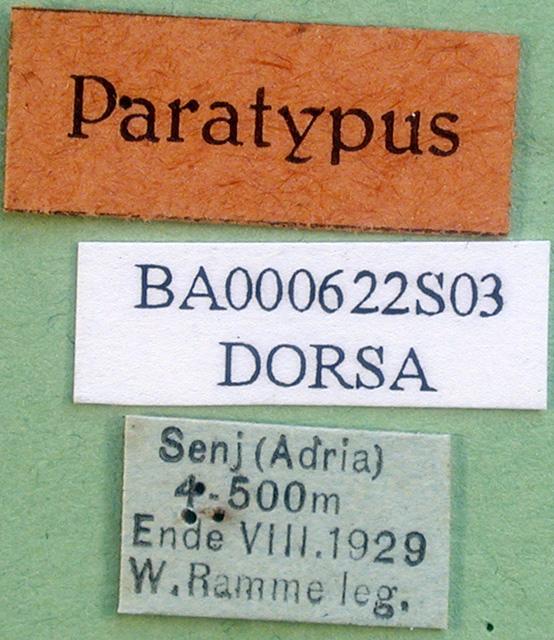 Paratypus
BA000622S03
DORSA
Senj (Adria)
4-500m
Ende VIII.1929
W.Ramme leg.